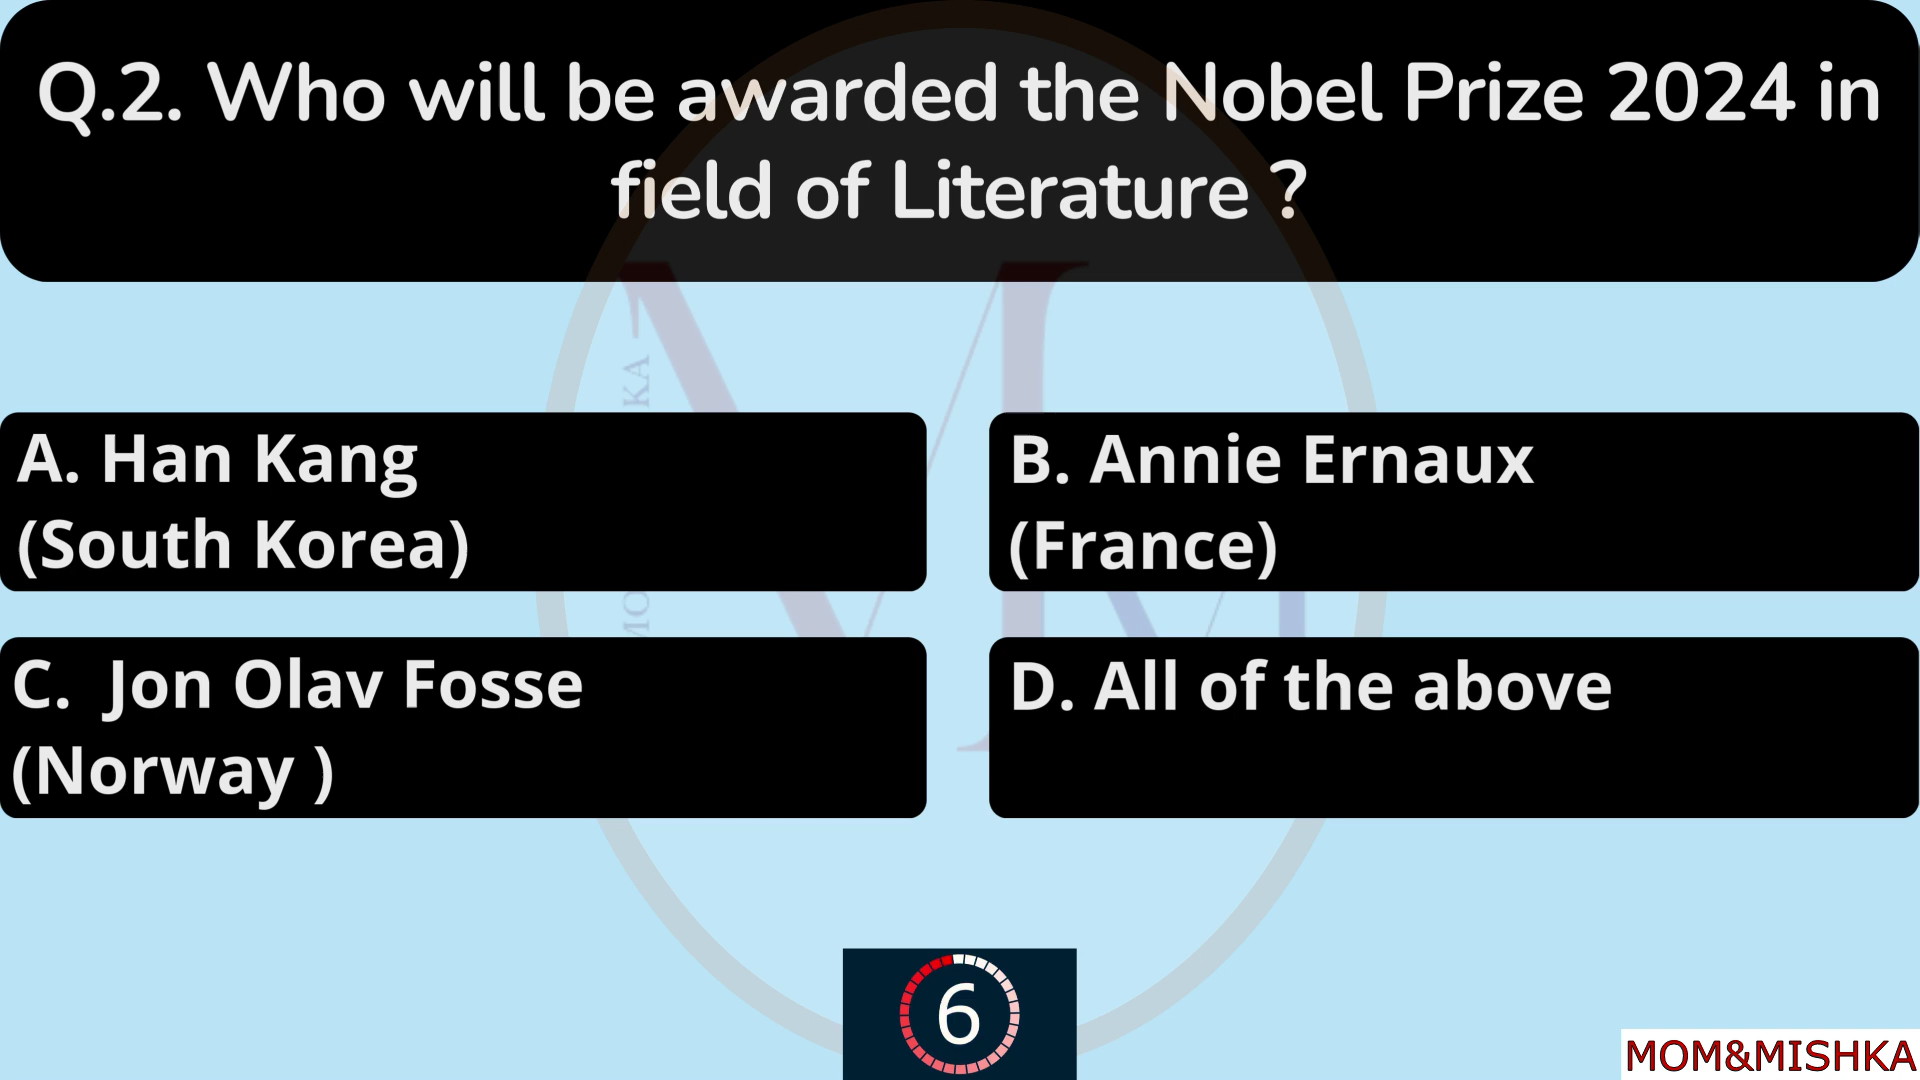 Q.2. Who will be awarded the Nobel Prize 2024 in
field of Literature ?
A. Han Kang
(South Korea)
B. Annie Ernaux
(France)
C. Jon Olav Fosse
(Norway )
D. All of the above
6
MOM&MISHKA